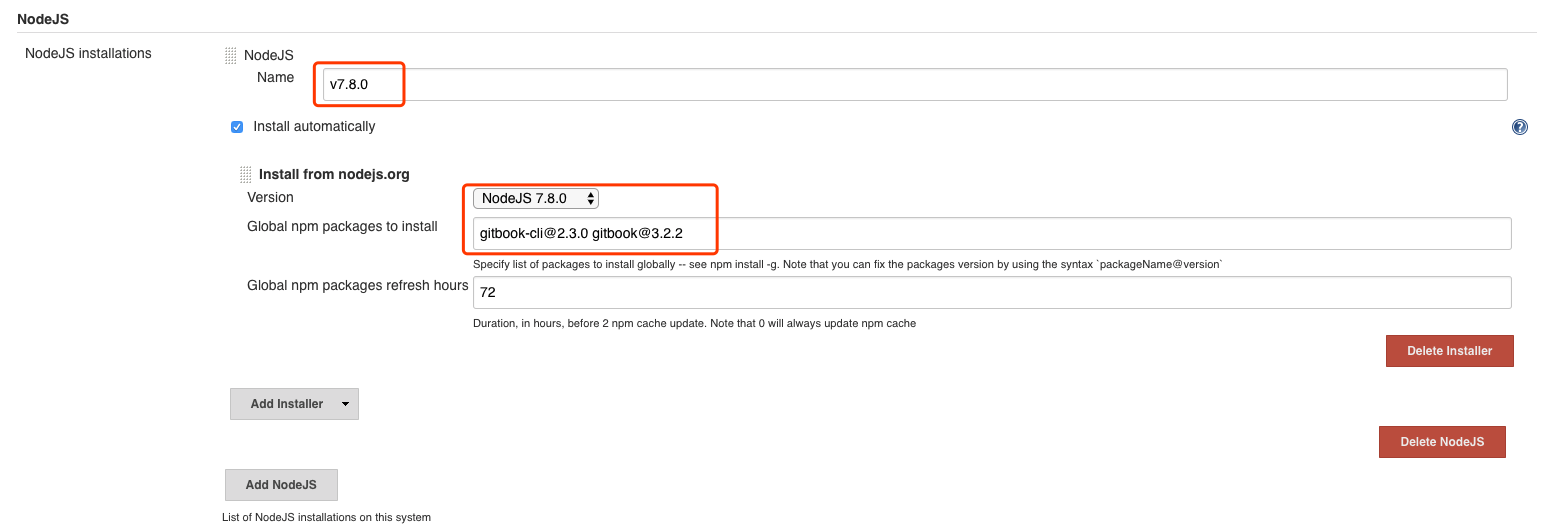 NodeJS
NodeJS installations
NodeJS
Name
v7.8.0
Install automatically
?
Install from nodejs.org
Version
NodeJS 7.8.0
Global npm packages to install
gitbook-cli@2.3.0 gitbook@3.2.2
Specify list of packages to install globally -- see npm install -g. Note that you can fix the packages version by using the syntax `packageName@version`
Global npm packages refresh hours
72
Duration, in hours, before 2 npm cache update. Note that 0 will always update npm cache
Delete Installer
Add Installer
Delete NodeJS
Add NodeJS
List of NodeJS installations on this system